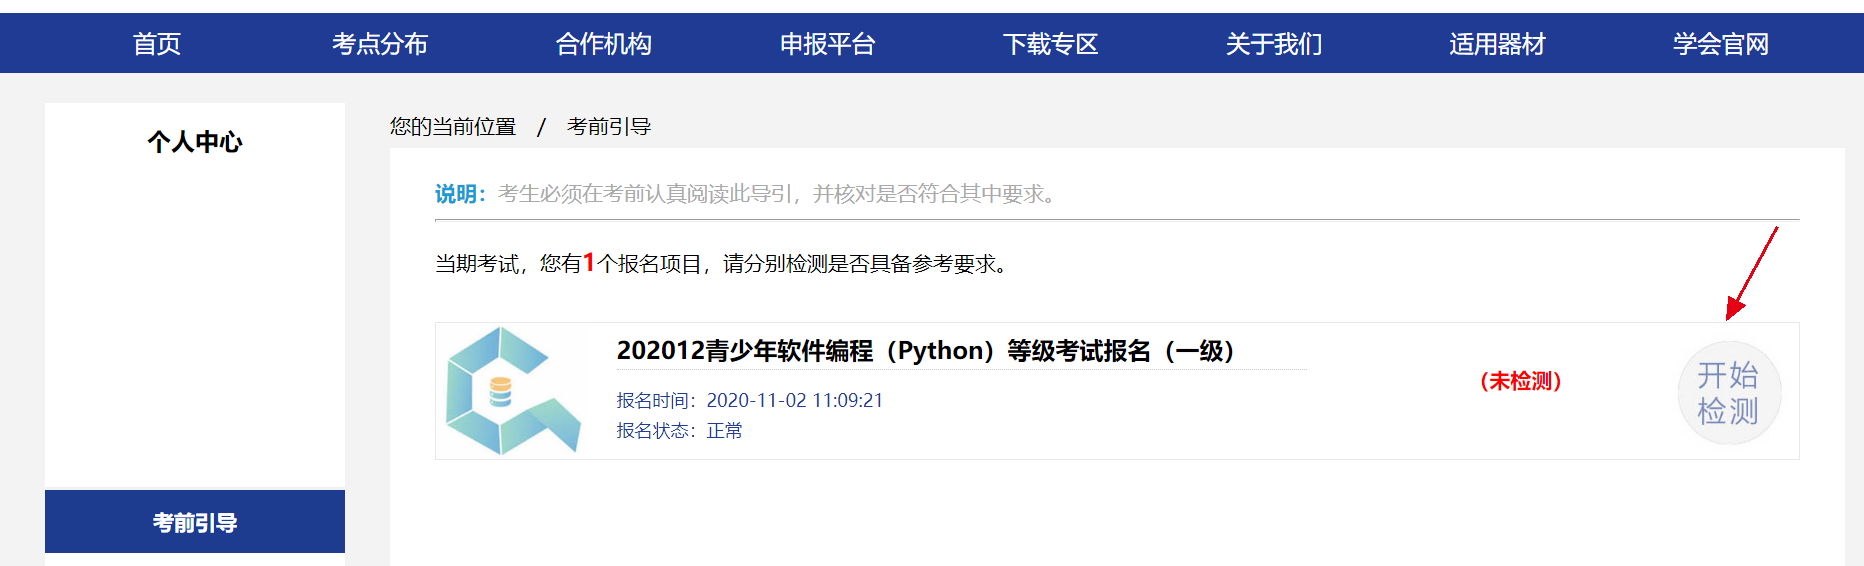 首页 考点分布 合作机构 申报平台 下载专区 关于我们 适用器材 学会官网
个人中心
考前引导
您的当前位置 / 考前引导
说明：考生必须在考前认真阅读此导引，并核对是否符合其中要求。
当期考试，您有1个报名项目，请分别检测是否具备参考要求。
202012青少年软件编程（Python）等级考试报名（一级）
报名时间：2020-11-02 11:09:21
报名状态：正常
（未检测）
开始
检测